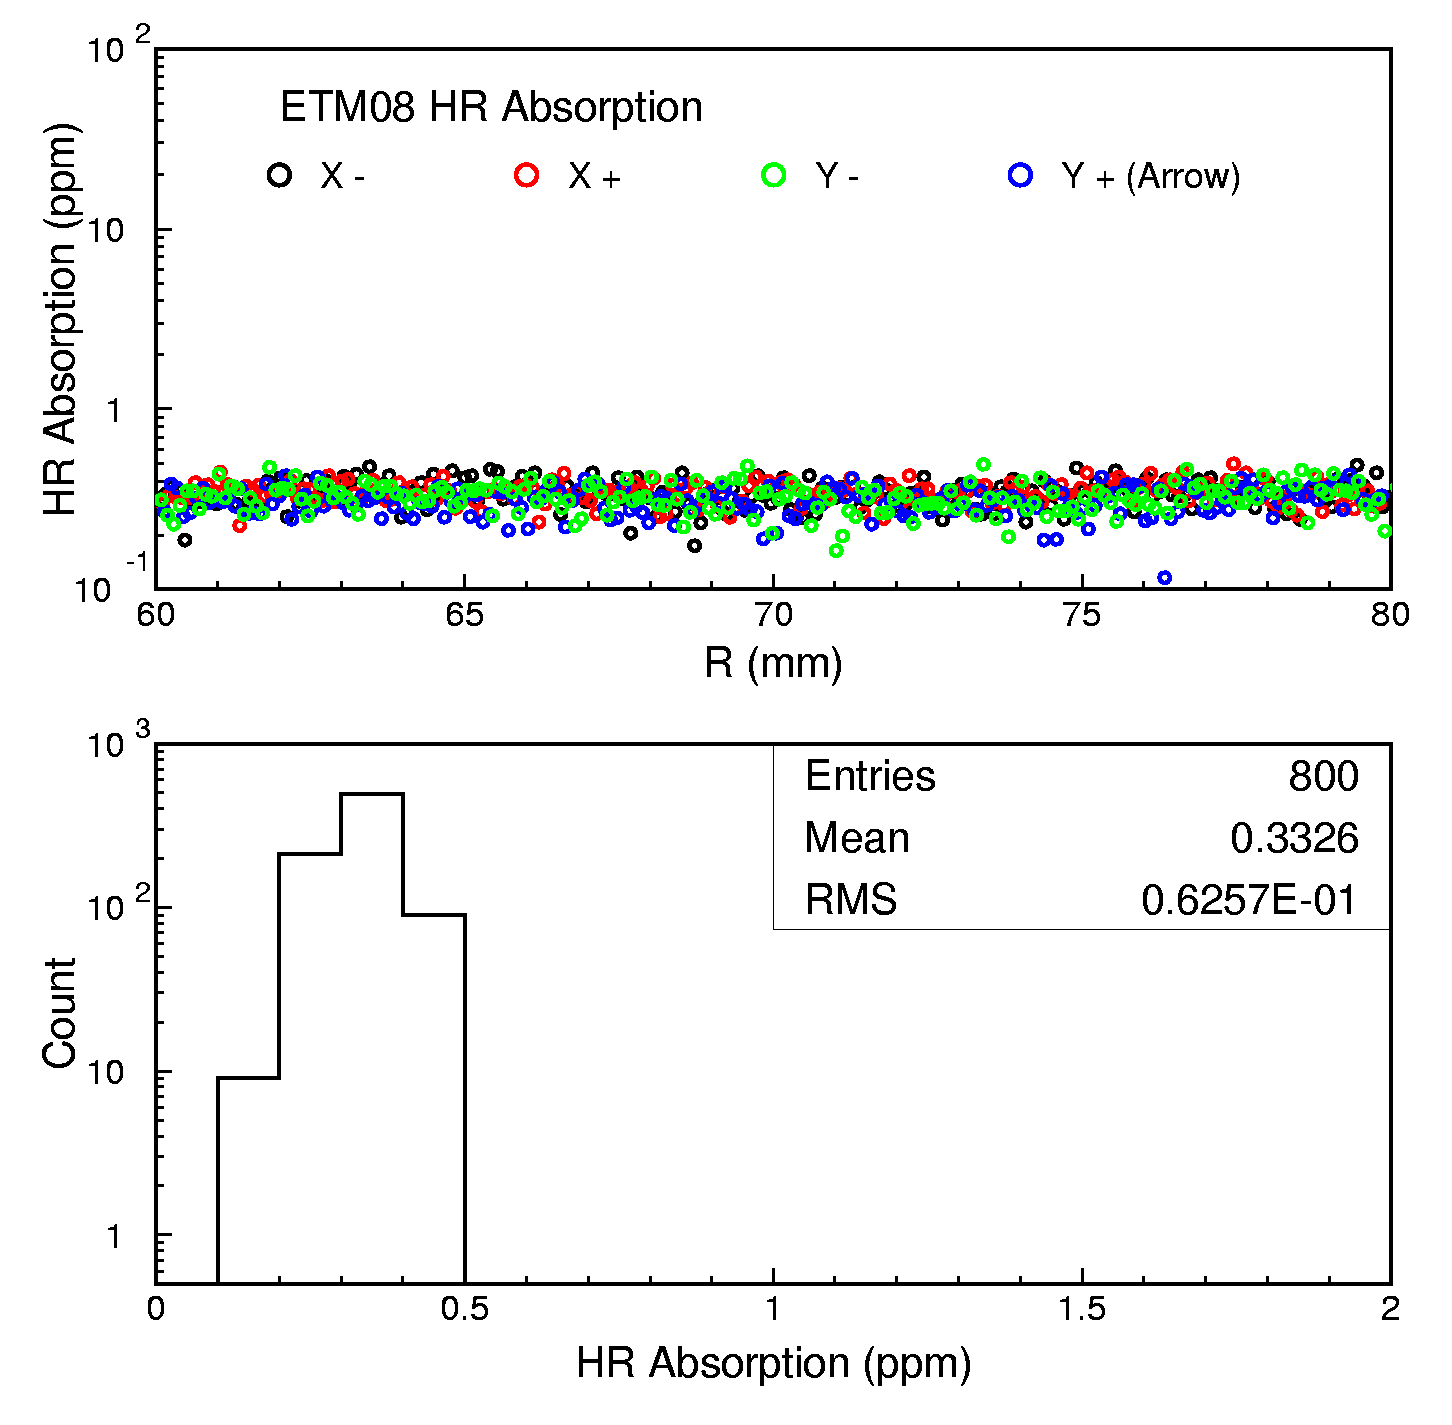 10 2
ETM08 HR Absorption
X - X + Y - Y + (Arrow)
10
1
10 -1
HR Absorption (ppm)
60 65 70 75 80
R (mm)
10 3
Entries 800
Mean 0.3326
RMS 0.6257E-01
10 2
10
1
Count
0 0.5 1 1.5 2
HR Absorption (ppm)